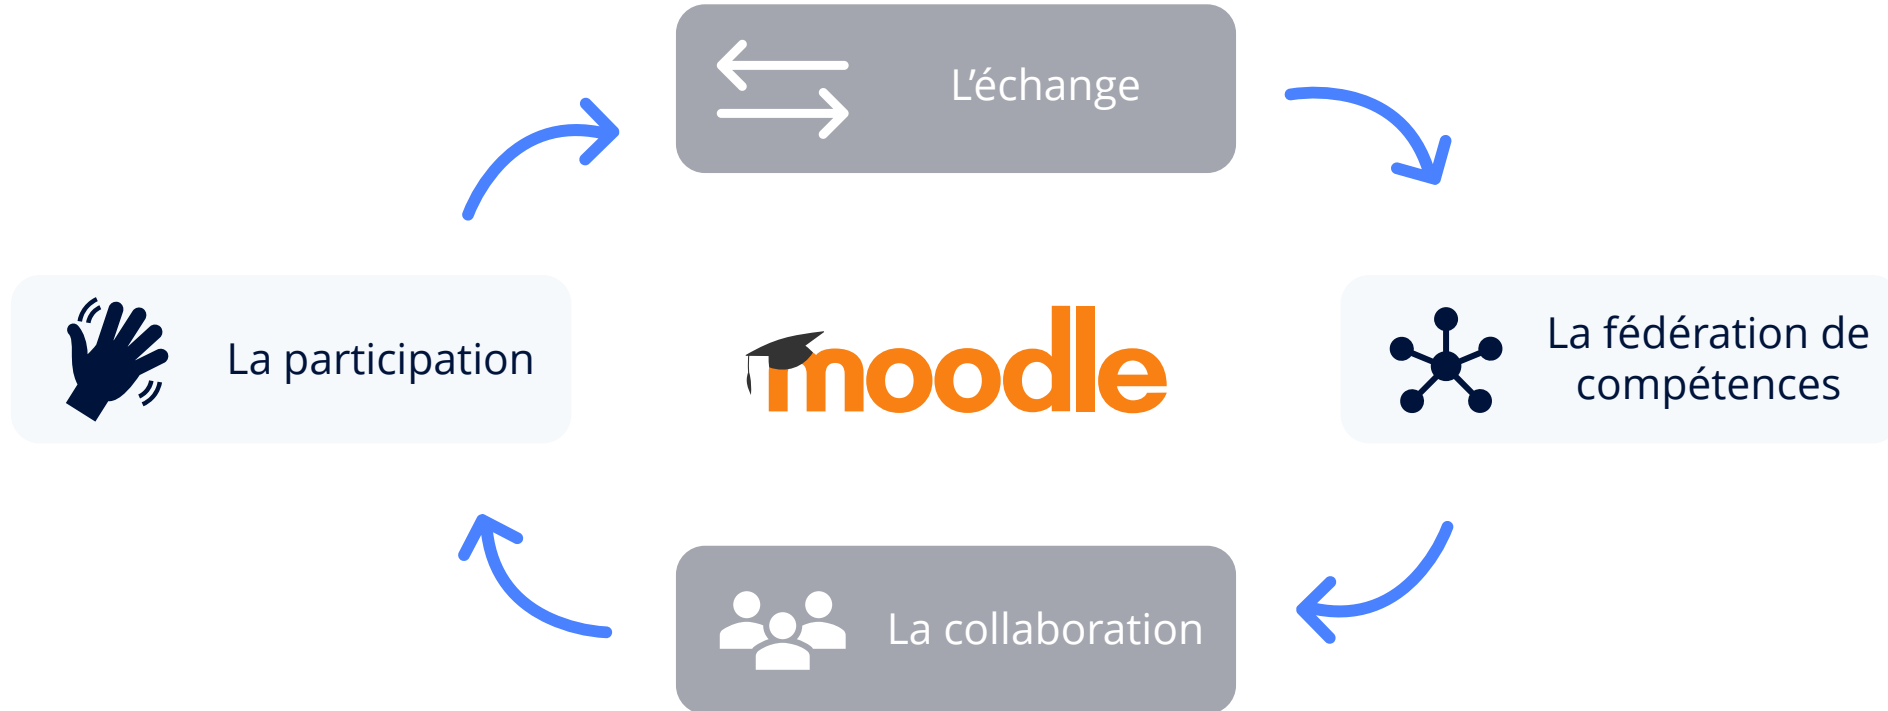 L’échange
La participation
moodle
La fédération de
compétences
La collaboration